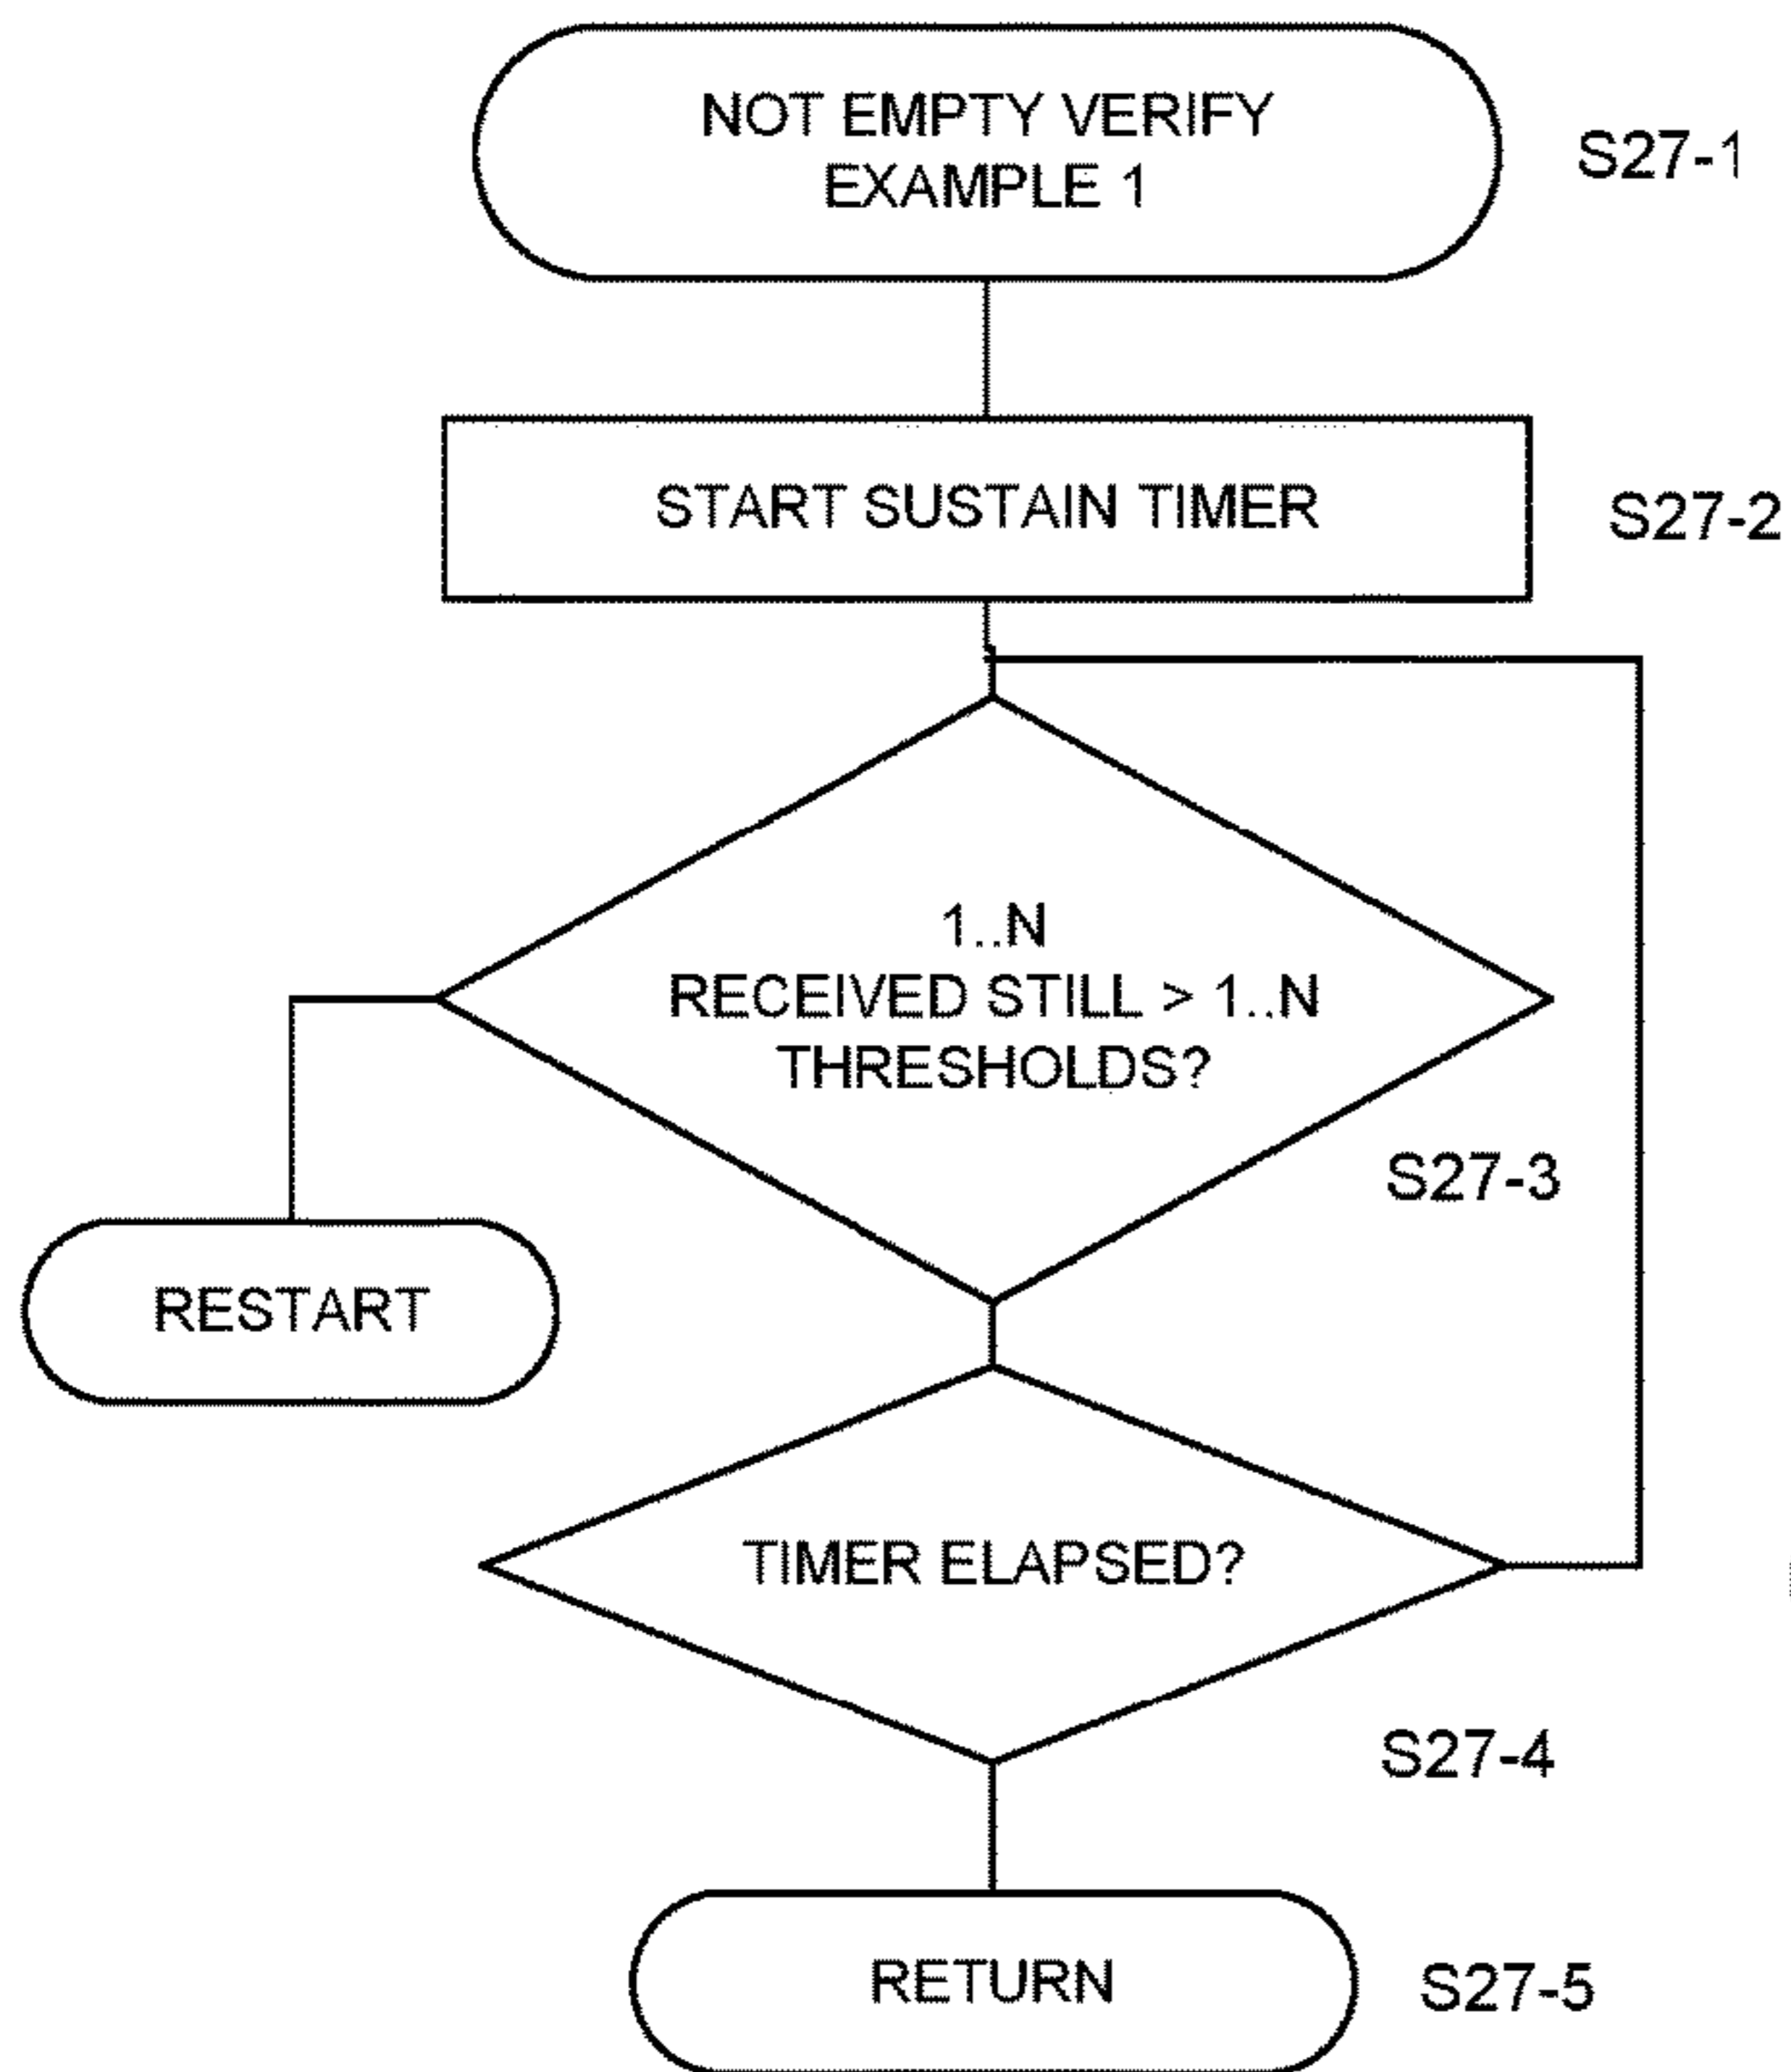 NOT EMPTY VERIFY
EXAMPLE 1
S27-1
START SUSTAIN TIMER
S27-2
1..N
RECEIVED STILL > 1..N
THRESHOLDS?
S27-3
RESTART
TIMER ELAPSED?
S27-4
RETURN
S27-5